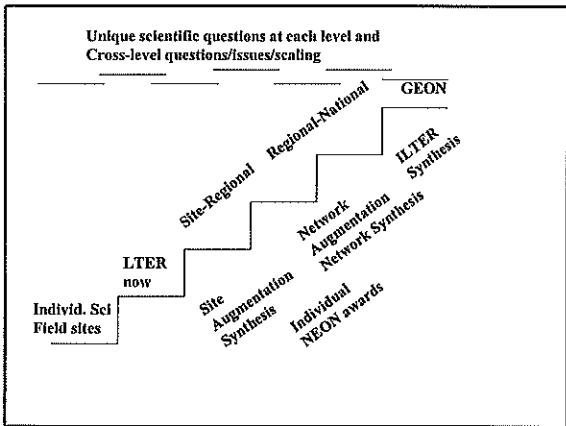 Unique scientific questions at each level and
Cross-level questions/issues/scaling
GEON
Regional-National
Site-Regional
ILTER
Synthesis
Network
Augmentation
Network Synthesis
LTER
now
Site
Augmentation
Synthesis
Individual
NEON awards
Individ. Sci
Field sites